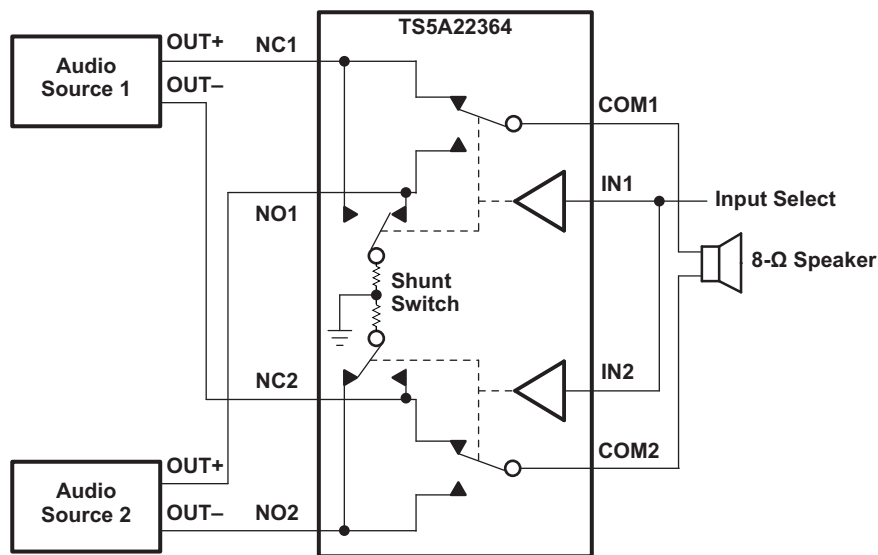 TS5A22364
Audio
Source 1
OUT+
NC1
OUT–
COM1
IN1
Input Select
NO1
8-Ω Speaker
Shunt
Switch
NC2
IN2
COM2
Audio
Source 2
OUT+
OUT–
NO2